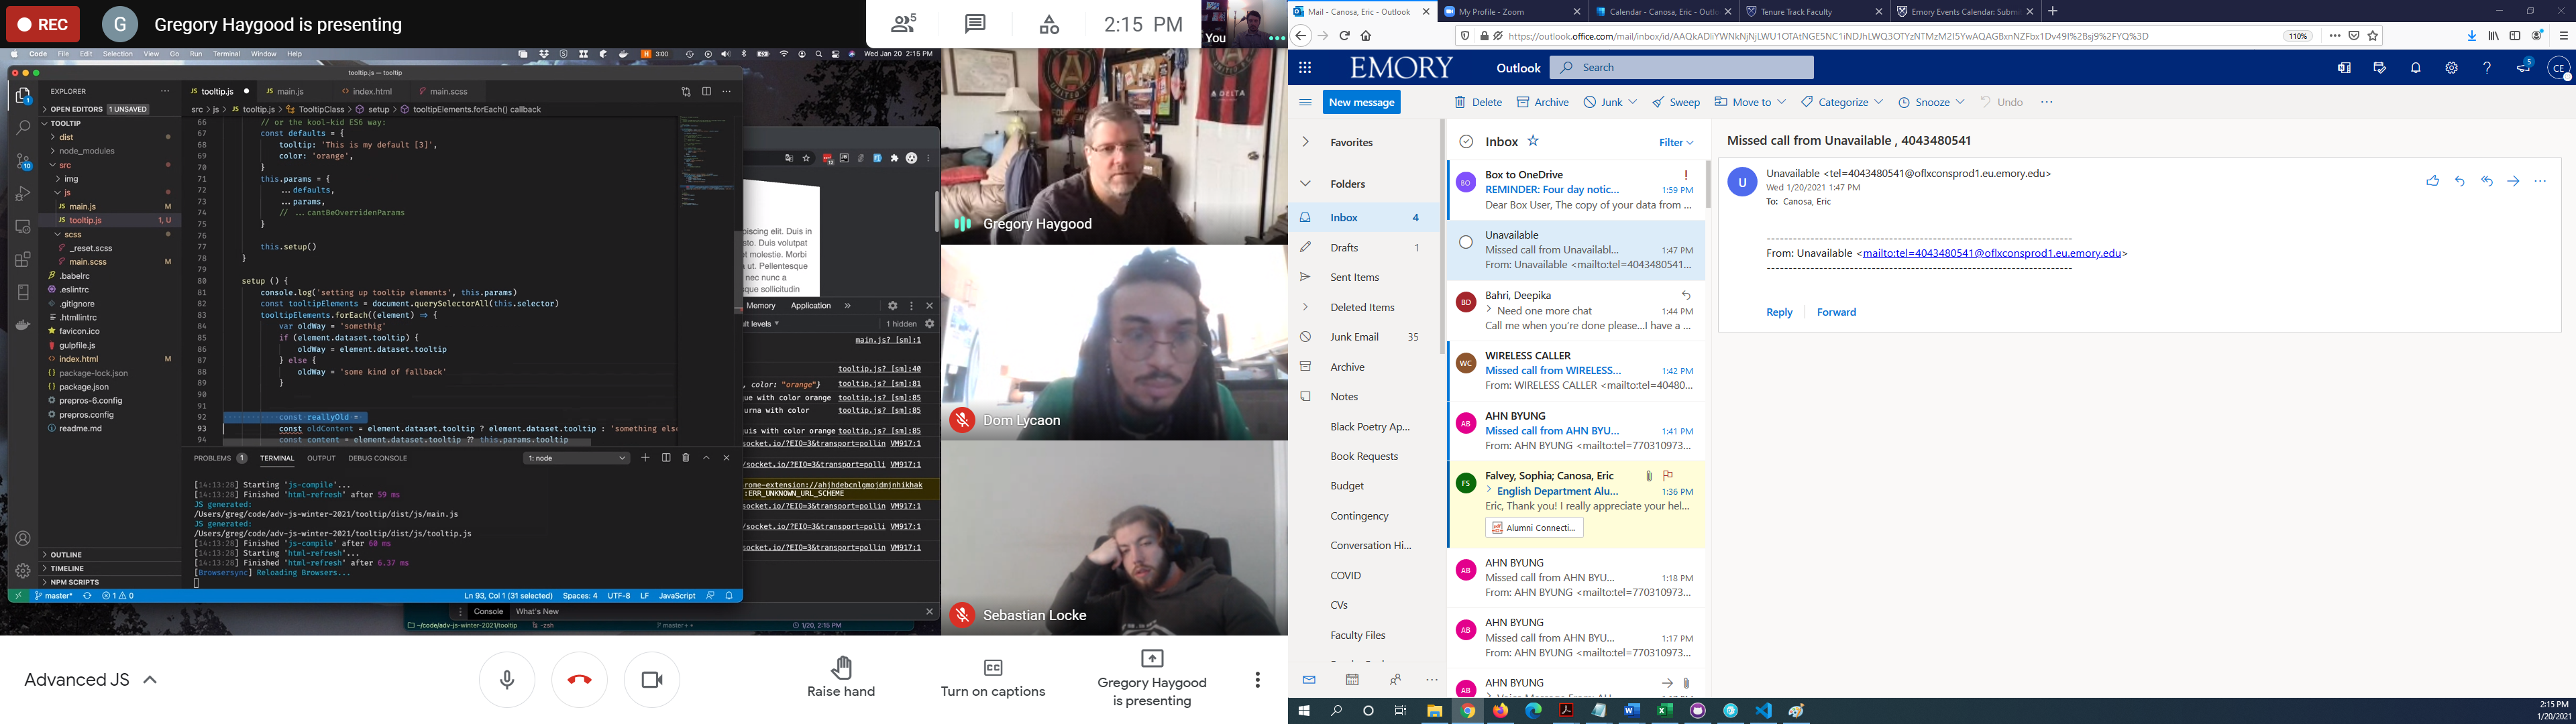 REC
G
Gregory Haygood is presenting
5
2:15 PM
You
Code File Edit Selection View Go Run Terminal Window Help
3:00
Wed Jan 20 2:15 PM
tooltip.js — tooltip
EXPLORER
OPEN EDITORS 1 UNSAVED
TOOLTIP
dist
node_modules
src
img
js
main.js M
tooltip.js 1, U
scss
_reset.scss
main.scss M
.babelrc
.eslintrc
.gitignore
.htmllintrc
favicon.ico
gulpfile.js
index.html M
package-lock.json
package.json
prepros-6.config
prepros.config
readme.md
OUTLINE
TIMELINE
NPM SCRIPTS
tooltip.js
main.js
index.html
main.scss
src > js > tooltip.js > TooltipClass > setup > tooltipElements.forEach() callback
66 // or the kool-kid ES6 way:
67 const defaults = {
68 tooltip: 'This is my default [3]',
69 color: 'orange',
70 }
71 this.params = {
72 ...defaults,
73 ...params,
74 // ...cantBeOverridenParams
75 }
76
77 this.setup()
78 }
79
80 setup () {
81 console.log('setting up tooltip elements', this.params)
82 const tooltipElements = document.querySelectorAll(this.selector)
83 tooltipElements.forEach((element) => {
84 var oldWay = 'somethig'
85 if (element.dataset.tooltip) {
86 oldWay = element.dataset.tooltip
87 } else {
88 oldWay = 'some kind of fallback'
89 }
90
91
92 const reallyOld =
93 const oldContent = element.dataset.tooltip ? element.dataset.tooltip : 'something else
94 const content = element.dataset.tooltip ?? this.params.tooltip
PROBLEMS 1 TERMINAL OUTPUT DEBUG CONSOLE
1: node
[14:13:28] Starting 'js-compile'...
[14:13:28] Finished 'html-refresh' after 59 ms
JS generated:
/Users/greg/code/adv-js-winter-2021/tooltip/dist/js/main.js
JS generated:
/Users/greg/code/adv-js-winter-2021/tooltip/dist/js/tooltip.js
[14:13:28] Finished 'js-compile' after 60 ms
[14:13:28] Starting 'html-refresh'...
[14:13:28] Finished 'html-refresh' after 6.37 ms
[Browsersync] Reloading Browsers...
master* 1 0
Ln 93, Col 1 (31 selected) Spaces: 4 UTF-8 LF JavaScript
piscing elit. Duis in
sto. Duis volutpat
t molestie. Morbi
a ut. Pellentesque
nec nunc a
sque sollicitudin
Memory Application
ult levels 1 hidden
main.js? [sm]:1
tooltip.js? [sm]:40
, color: "orange"} tooltip.js? [sm]:81
ue with color orange tooltip.js? [sm]:85
urna with color tooltip.js? [sm]:85
uis with color orange tooltip.js? [sm]:85
/socket.io/?EIO=3&transport=polli VM917:1
/socket.io/?EIO=3&transport=polli VM917:1
rome-extension://ahjhdebcnlgmojdmjnhikhak
:ERR_UNKNOWN_URL_SCHEME
/socket.io/?EIO=3&transport=polli VM917:1
/socket.io/?EIO=3&transport=polli VM917:1
/socket.io/?EIO=3&transport=polli VM917:1
Console What's New
~/code/adv-js-winter-2021/tooltip -zsh master 1/20, 2:15 PM
DELTA
Gregory Haygood
Dom Lycaon
Sebastian Locke
Advanced JS
Raise hand
Turn on captions
Gregory Haygood
is presenting
Mail - Canosa, Eric - Outlook
My Profile - Zoom
Calendar - Canosa, Eric - Outlo
Tenure Track Faculty
Emory Events Calendar: Submi
110%
EMORY
Outlook
Search
5
CE
New message
Delete Archive Junk Sweep Move to Categorize Snooze Undo
Favorites
Folders
Inbox 4
Drafts 1
Sent Items
Deleted Items
Junk Email 35
Archive
Notes
Black Poetry Ap...
Book Requests
Budget
Contingency
Conversation Hi...
COVID
CVs
Faculty Files
Inbox
Filter
BO
Box to OneDrive
REMINDER: Four day notic... 1:59 PM
Dear Box User, The copy of your data from ...
Unavailable
Missed call from Unavailabl... 1:47 PM
From: Unavailable <mailto:tel=4043480541...
BD
Bahri, Deepika
Need one more chat 1:44 PM
Call me when you're done please...I have a ...
WC
WIRELESS CALLER
Missed call from WIRELESS... 1:42 PM
From: WIRELESS CALLER <mailto:tel=40480...
AB
AHN BYUNG
Missed call from AHN BYU... 1:41 PM
From: AHN BYUNG <mailto:tel=770310973...
FS
Falvey, Sophia; Canosa, Eric
English Department Alu... 1:36 PM
Eric, Thank you! I really appreciate your hel...
Alumni Connecti...
AB
AHN BYUNG
Missed call from AHN BYU... 1:18 PM
From: AHN BYUNG <mailto:tel=770310973...
AB
AHN BYUNG
Missed call from AHN BYU... 1:17 PM
From: AHN BYUNG <mailto:tel=770310973...
AB
AHN BYUNG
Missed call from Unavailable , 4043480541
U
Unavailable <tel=4043480541@oflxconsprod1.eu.emory.edu>
Wed 1/20/2021 1:47 PM
To: Canosa, Eric
From: Unavailable <mailto:tel=4043480541@oflxconsprod1.eu.emory.edu>
Reply Forward
2:15 PM
1/20/2021